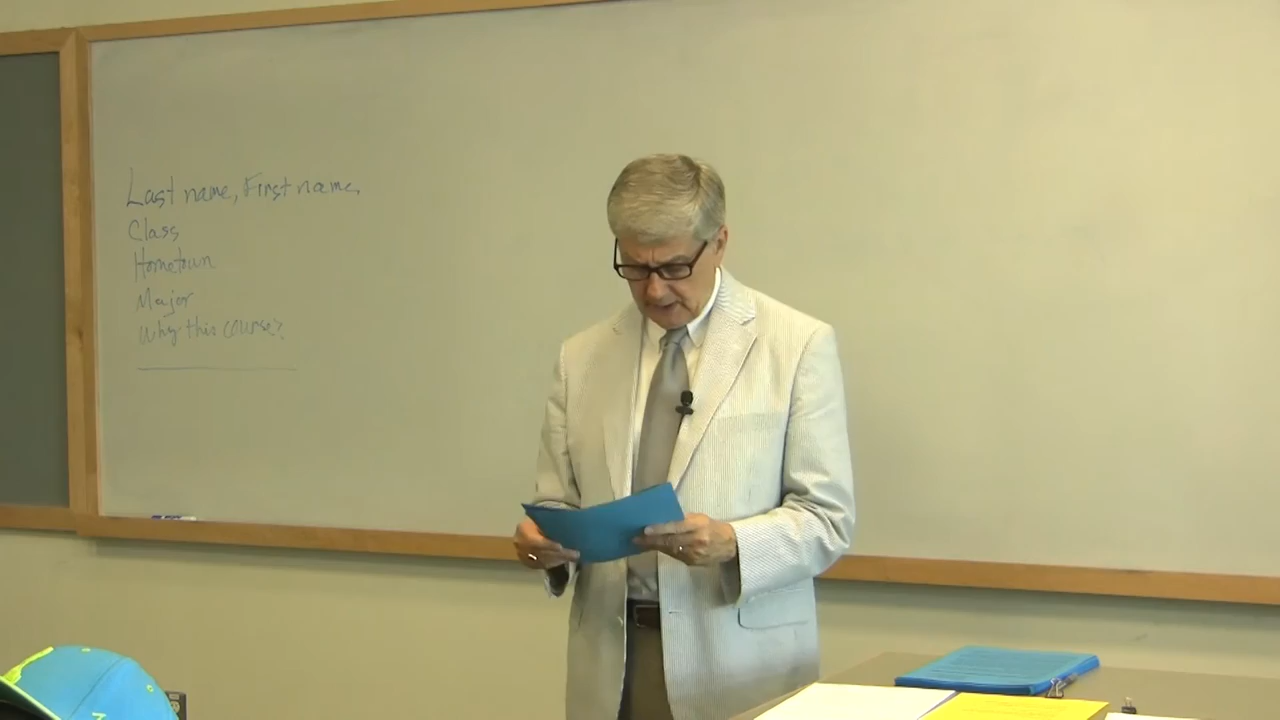 Last name, First name,
Class
Hometown
Major
Why this course?